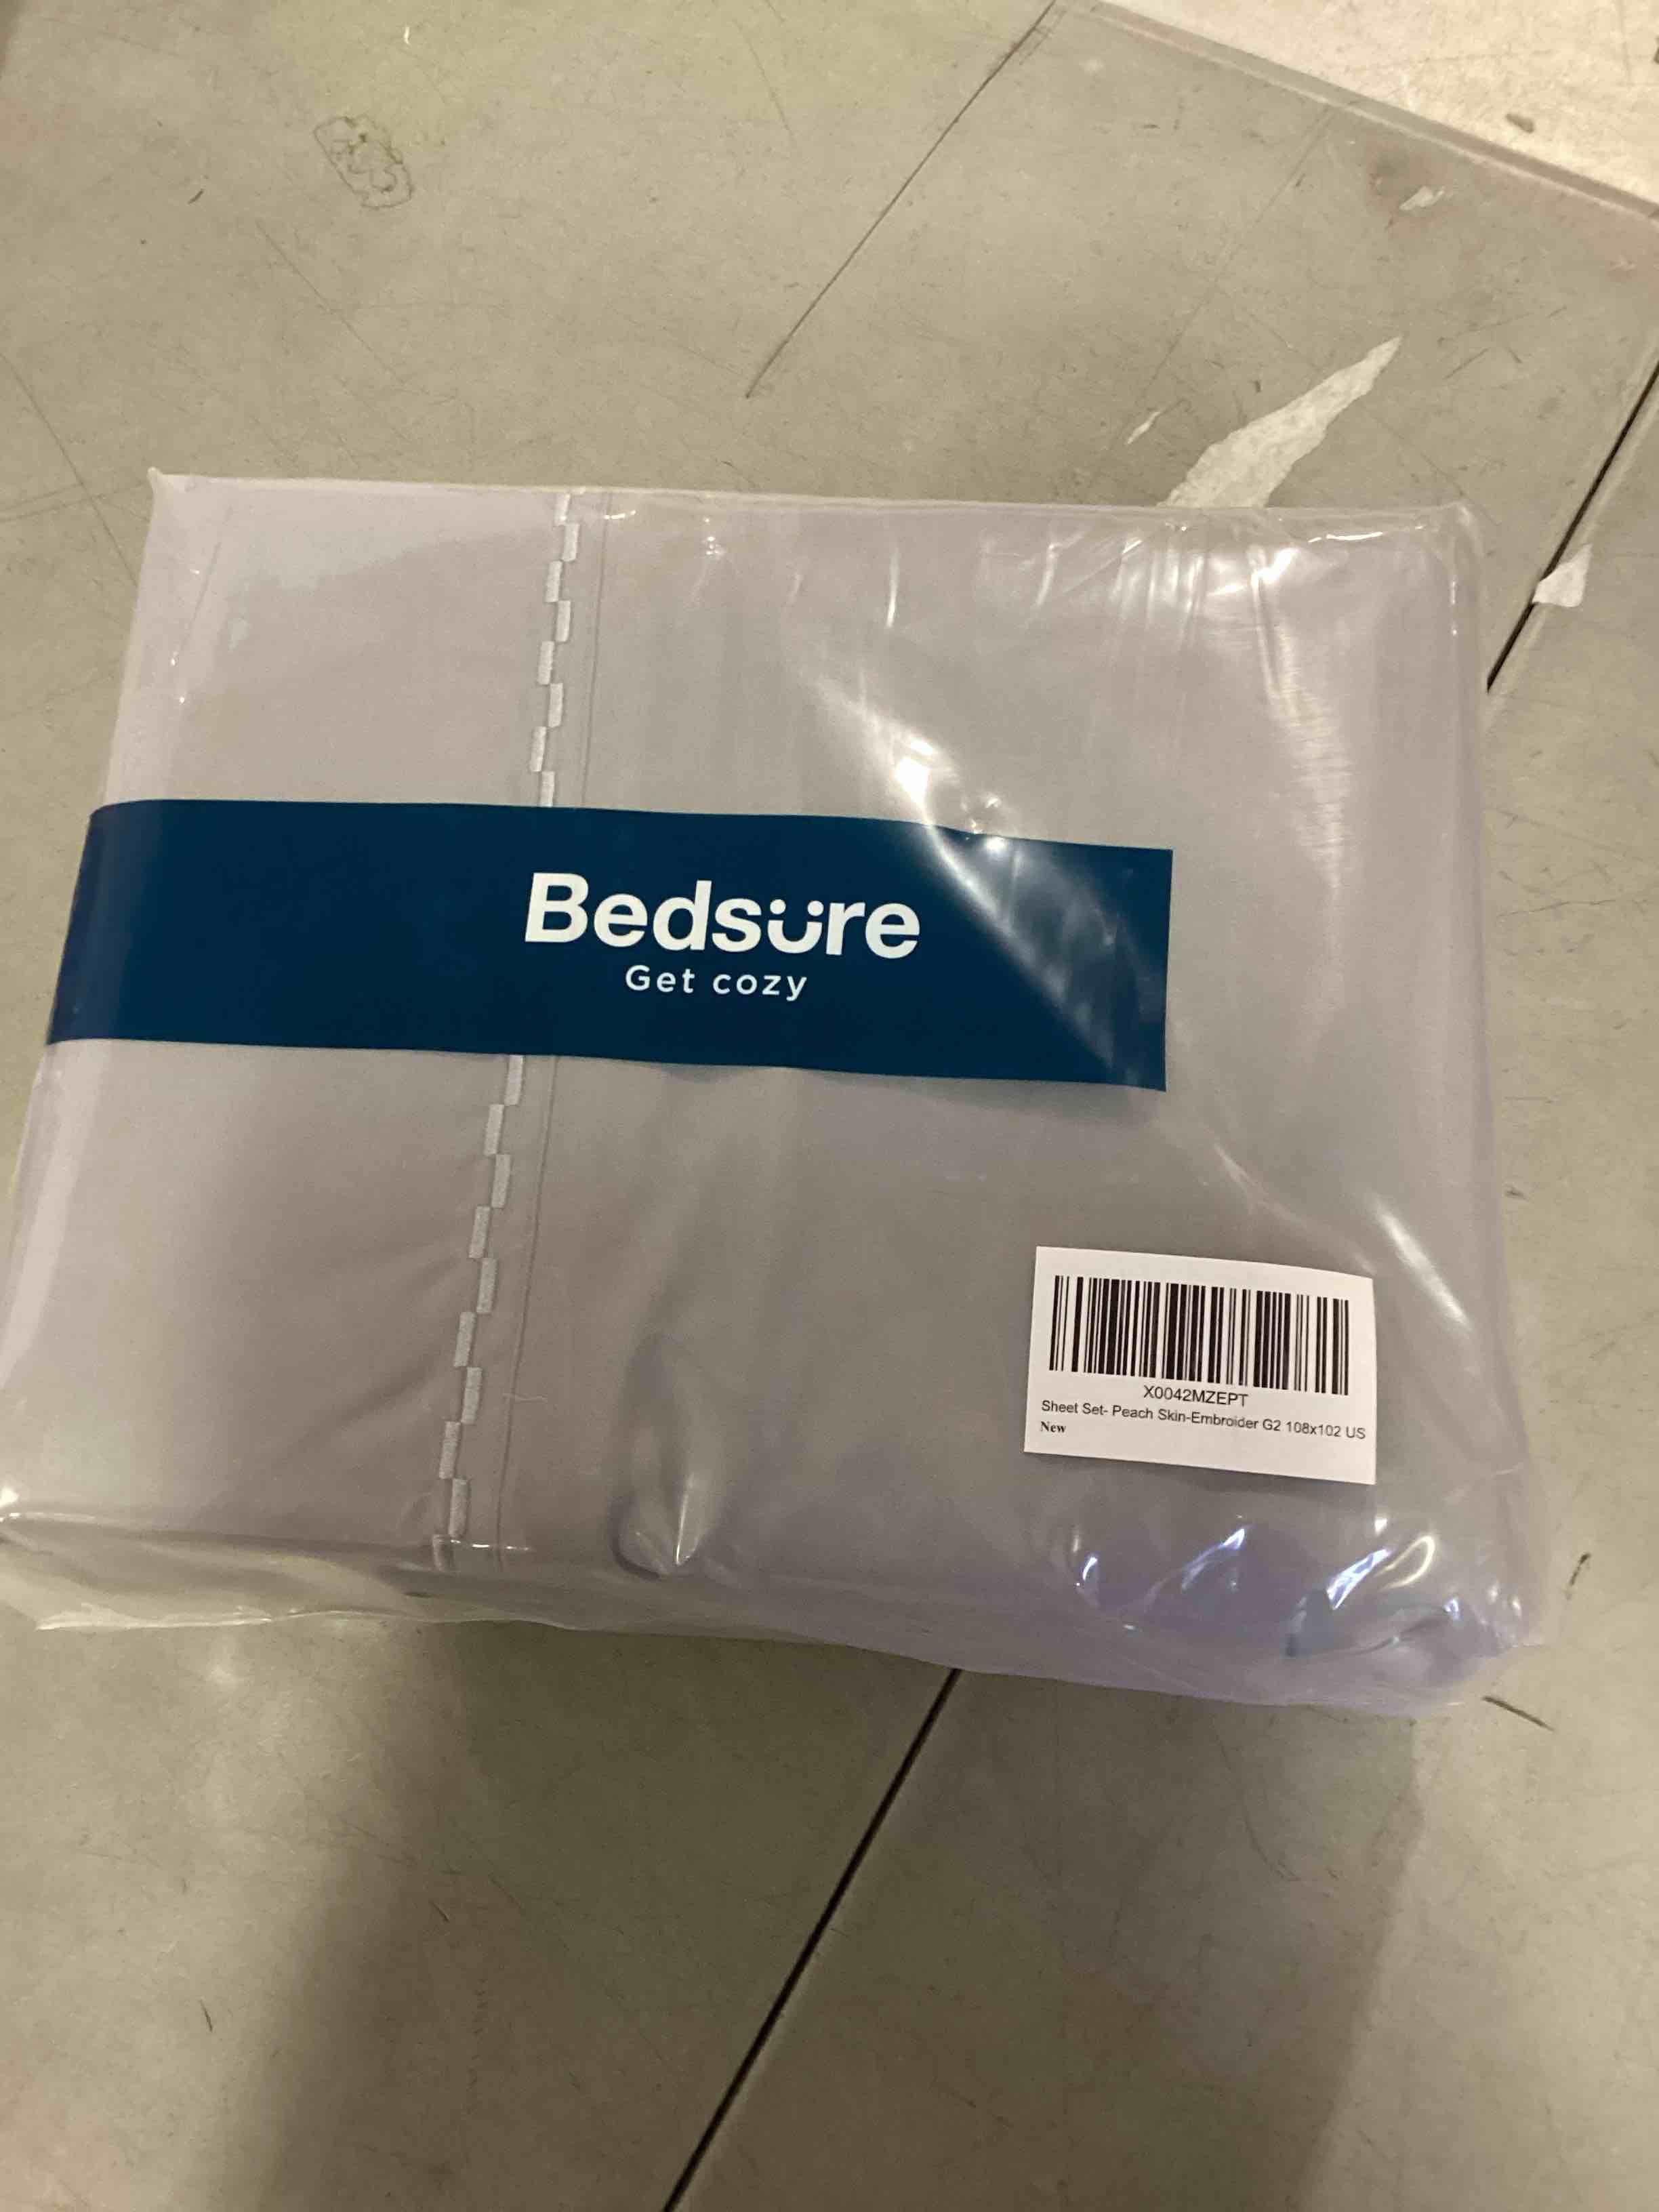 Bedsure
Get cozy
X0042MZEPT
Sheet Set- Peach Skin-Embroider G2 108x102 US
New